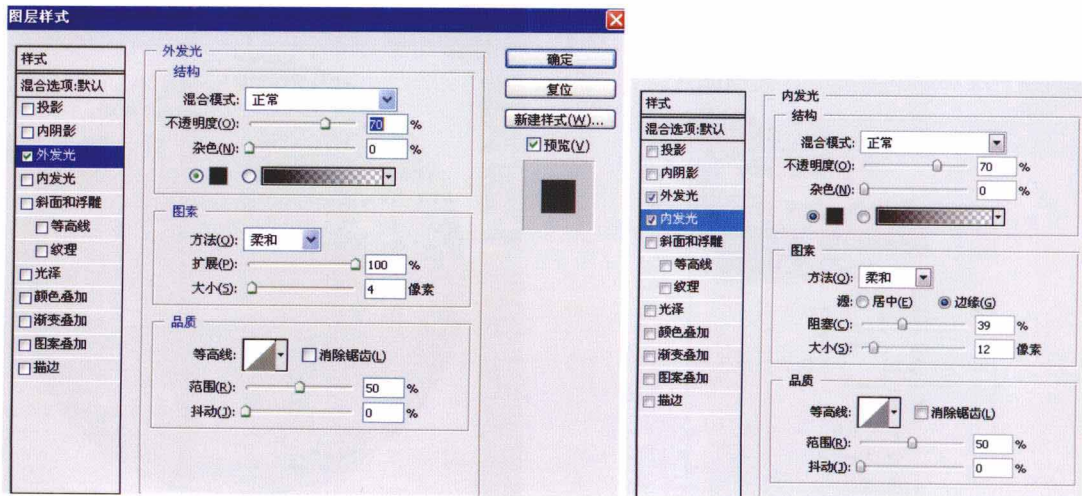 图层样式
样式
混合选项:默认
投影
内阴影
外发光
内发光
斜面和浮雕
等高线
纹理
光泽
颜色叠加
渐变叠加
图案叠加
描边
外发光
结构
混合模式: 正常
不透明度(O): 70 %
杂色(N): 0 %
图素
方法(Q): 柔和
扩展(P): 100 %
大小(S): 4 像素
品质
等高线: 消除锯齿(L)
范围(R): 50 %
抖动(J): 0 %
确定
复位
新建样式(W)...
预览(V)
样式
混合选项:默认
投影
内阴影
外发光
内发光
斜面和浮雕
等高线
纹理
光泽
颜色叠加
渐变叠加
图案叠加
描边
内发光
结构
混合模式: 正常
不透明度(O): 70 %
杂色(N): 0 %
图素
方法(Q): 柔和
源: 居中(E) 边缘(G)
阻塞(C): 39 %
大小(S): 12 像素
品质
等高线: 消除锯齿(L)
范围(R): 50 %
抖动(J): 0 %